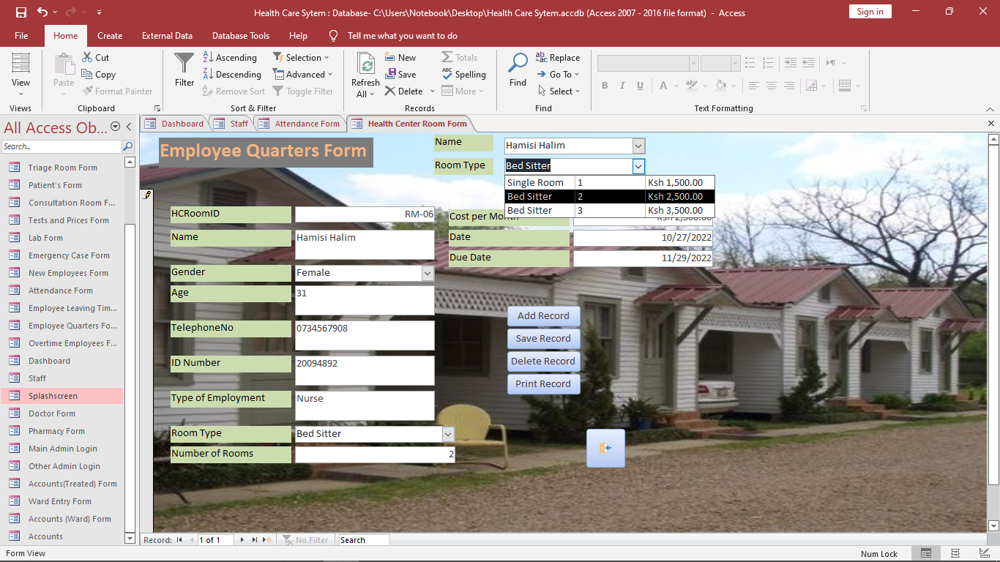 Health Care Sytem : Database- C:\Users\Notebook\Desktop\Health Care Sytem.accdb (Access 2007 - 2016 file format) - Access
Sign in
File Home Create External Data Database Tools Help Tell me what you want to do
View
Views
Paste
Cut
Copy
Format Painter
Clipboard
Filter
Ascending
Descending
Remove Sort
Selection
Advanced
Toggle Filter
Sort & Filter
Refresh
All
New
Save
Delete
Totals
Spelling
More
Records
Find
Replace
Go To
Select
Find
B I U A
Text Formatting
All Access Ob...
Search...
Triage Room Form
Patient's Form
Consultation Room F...
Tests and Prices Form
Lab Form
Emergency Case Form
New Employees Form
Attendance Form
Employee Leaving Tim...
Employee Quarters Fo...
Overtime Employees F...
Dashboard
Staff
Splashscreen
Doctor Form
Pharmacy Form
Main Admin Login
Other Admin Login
Accounts(Treated) Form
Ward Entry Form
Accounts (Ward) Form
Accounts
Dashboard Staff Attendance Form Health Center Room Form
Employee Quarters Form
Name Hamisi Halim
Room Type Bed Sitter
Single Room 1 Ksh 1,500.00
Bed Sitter 2 Ksh 2,500.00
Bed Sitter 3 Ksh 3,500.00
HCRoomID RM-06
Name Hamisi Halim
Gender Female
Age 31
TelephoneNo 0734567908
ID Number 20094892
Type of Employment Nurse
Room Type Bed Sitter
Number of Rooms 2
Cost per Month Ksh 2,500.00
Date 10/27/2022
Due Date 11/29/2022
Add Record
Save Record
Delete Record
Print Record
Record: 1 of 1 No Filter Search
Form View
Num Lock